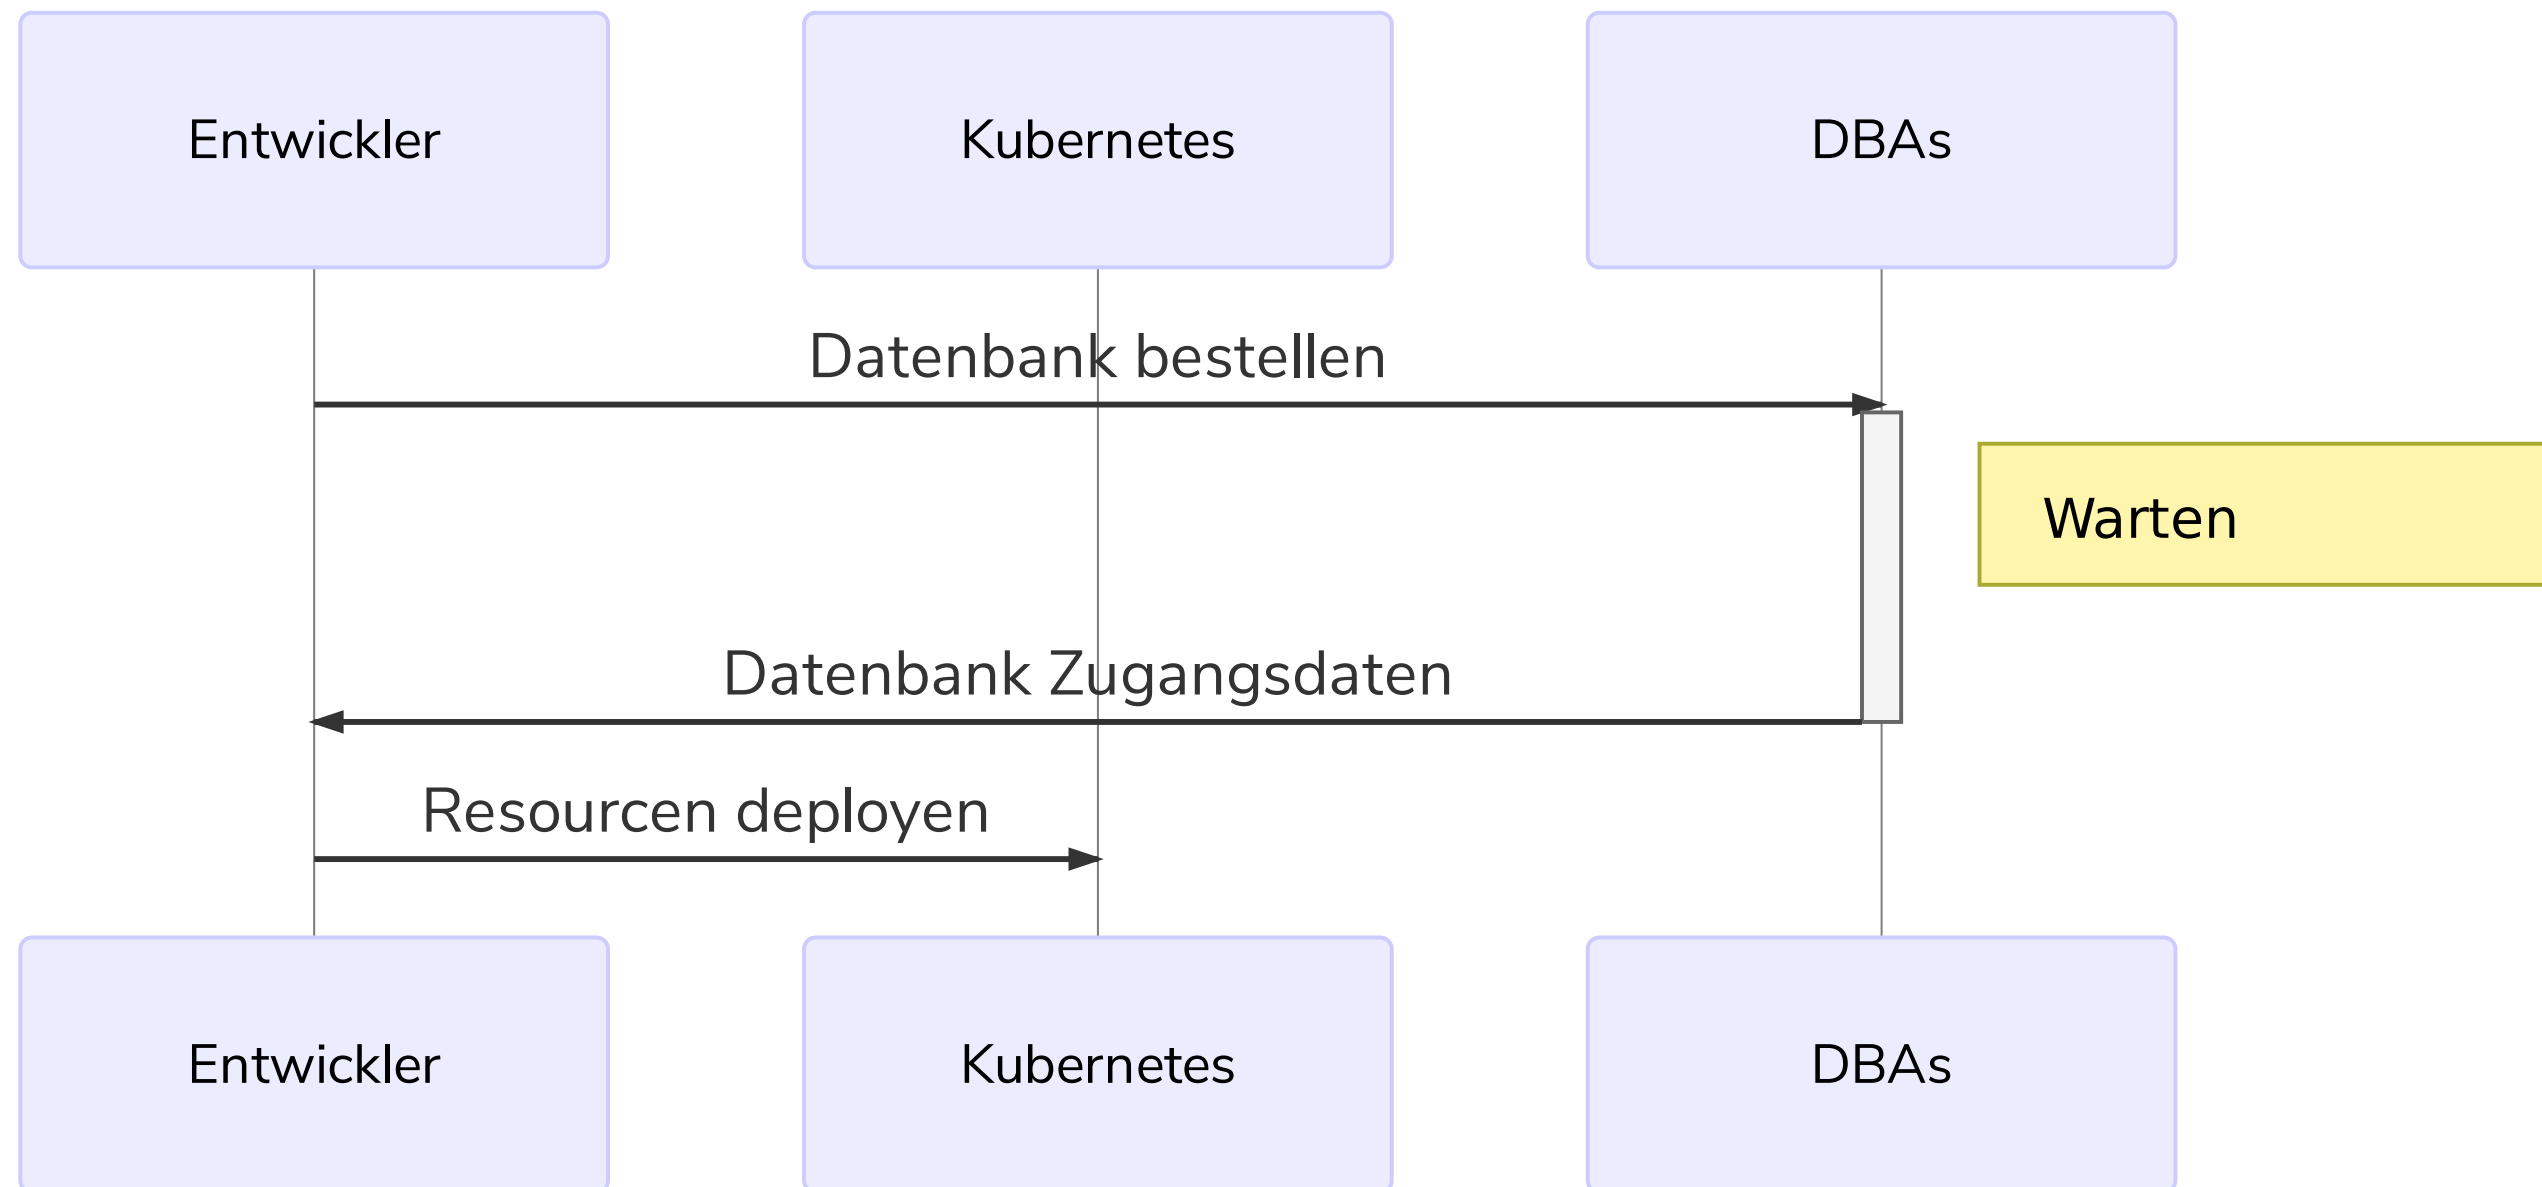 Entwickler
Kubernetes
DBAs
Datenbank bestellen
Warten
Datenbank Zugangsdaten
Resourcen deployen
Entwickler
Kubernetes
DBAs